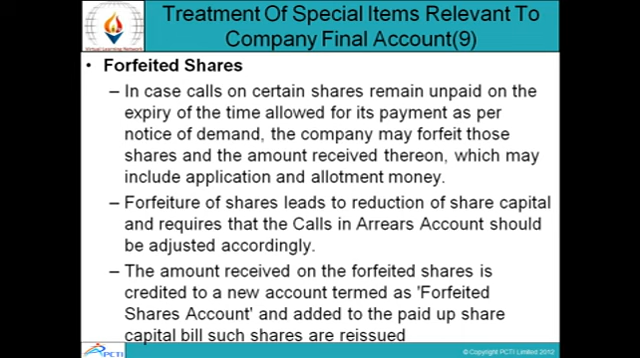 Treatment Of Special Items Relevant To
Company Final Account(9)
Virtual Learning Network
• Forfeited Shares
– In case calls on certain shares remain unpaid on the
expiry of the time allowed for its payment as per
notice of demand, the company may forfeit those
shares and the amount received thereon, which may
include application and allotment money.
– Forfeiture of shares leads to reduction of share capital
and requires that the Calls in Arrears Account should
be adjusted accordingly.
– The amount received on the forfeited shares is
credited to a new account termed as 'Forfeited
Shares Account' and added to the paid up share
capital bill such shares are reissued
PCTI
© Copyright PCTI Limited 2012